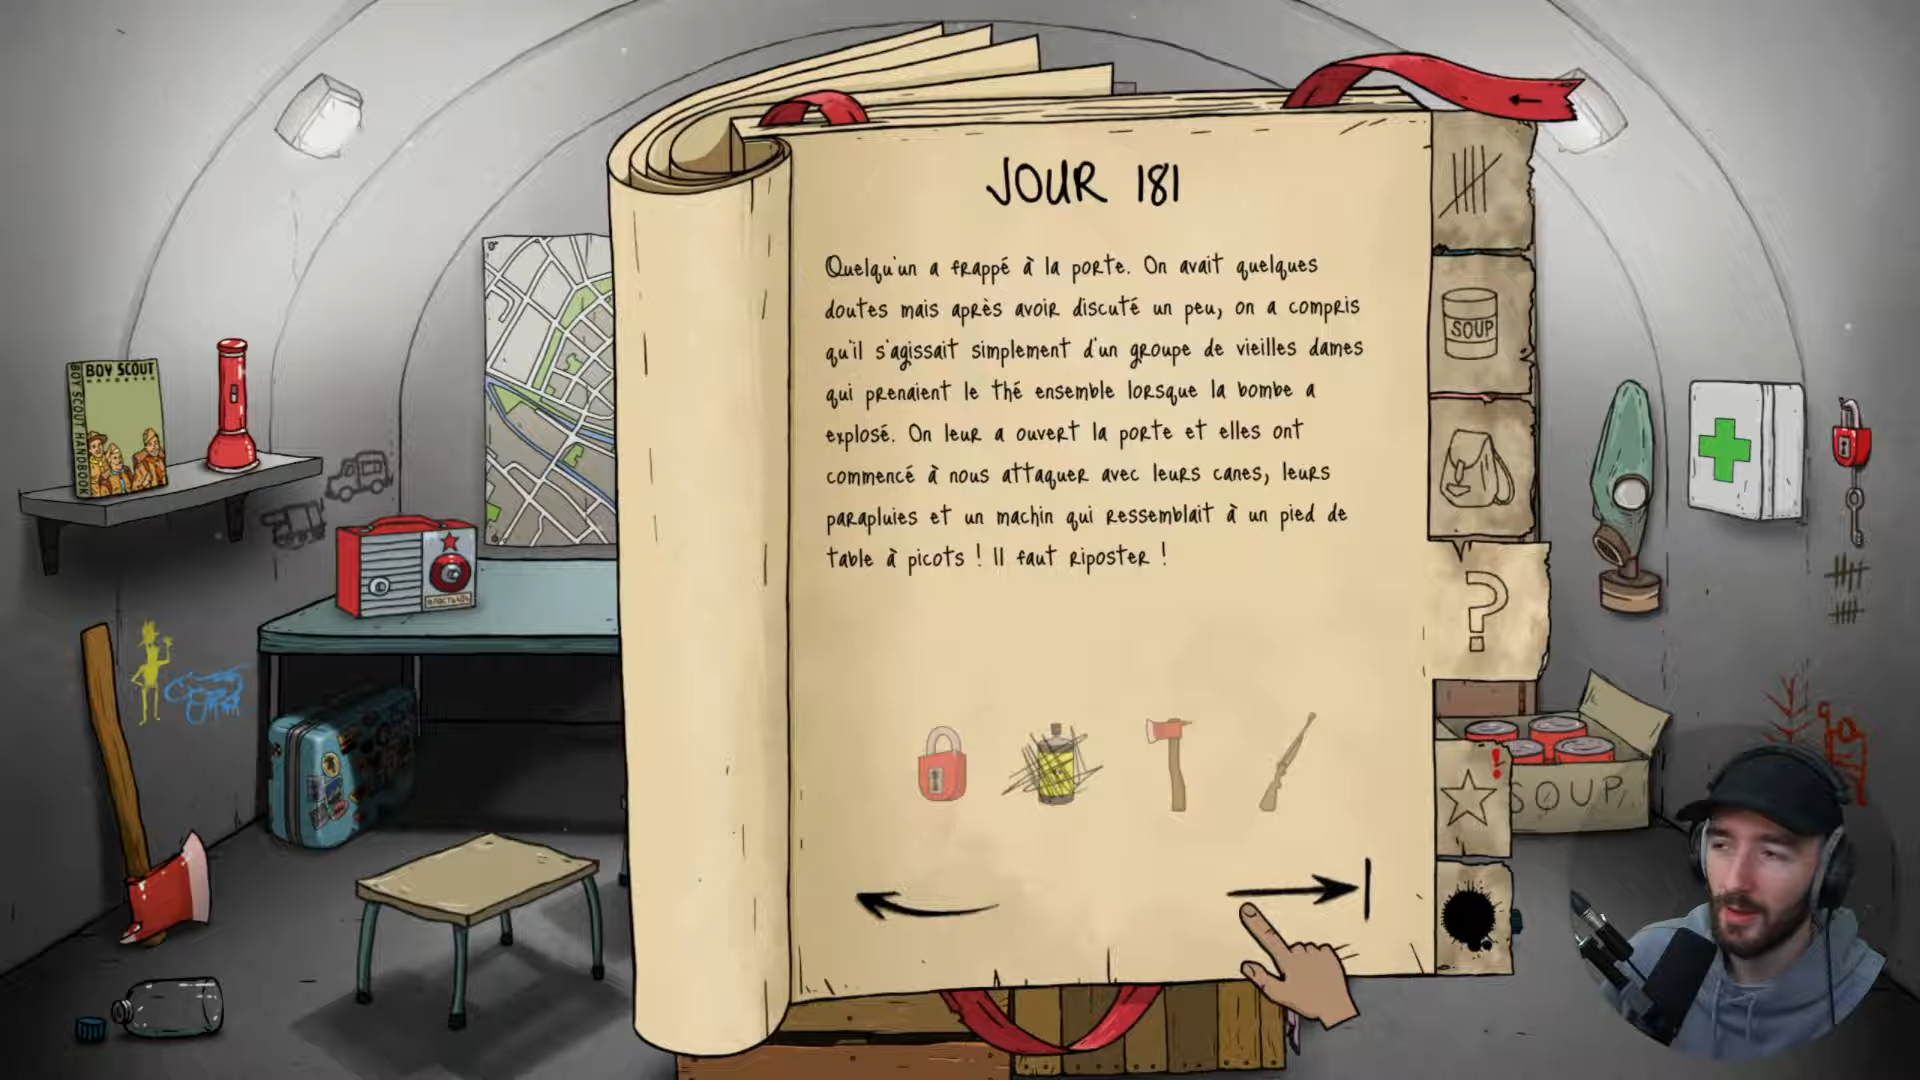 JOUR 181
Quelqu'un a frappé à la porte. On avait quelques
doutes mais après avoir discuté un peu, on a compris
qu'il s'agissait simplement d'un groupe de vieilles dames
qui prenaient le thé ensemble lorsque la bombe a
explosé. On leur a ouvert la porte et elles ont
commencé à nous attaquer avec leurs canes, leurs
parapluies et un machin qui ressemblait à un pied de
table à picots ! Il faut riposter !
BOY SCOUT
BOY SCOUT HANDBOOK
SOUP
?
!
SOUP